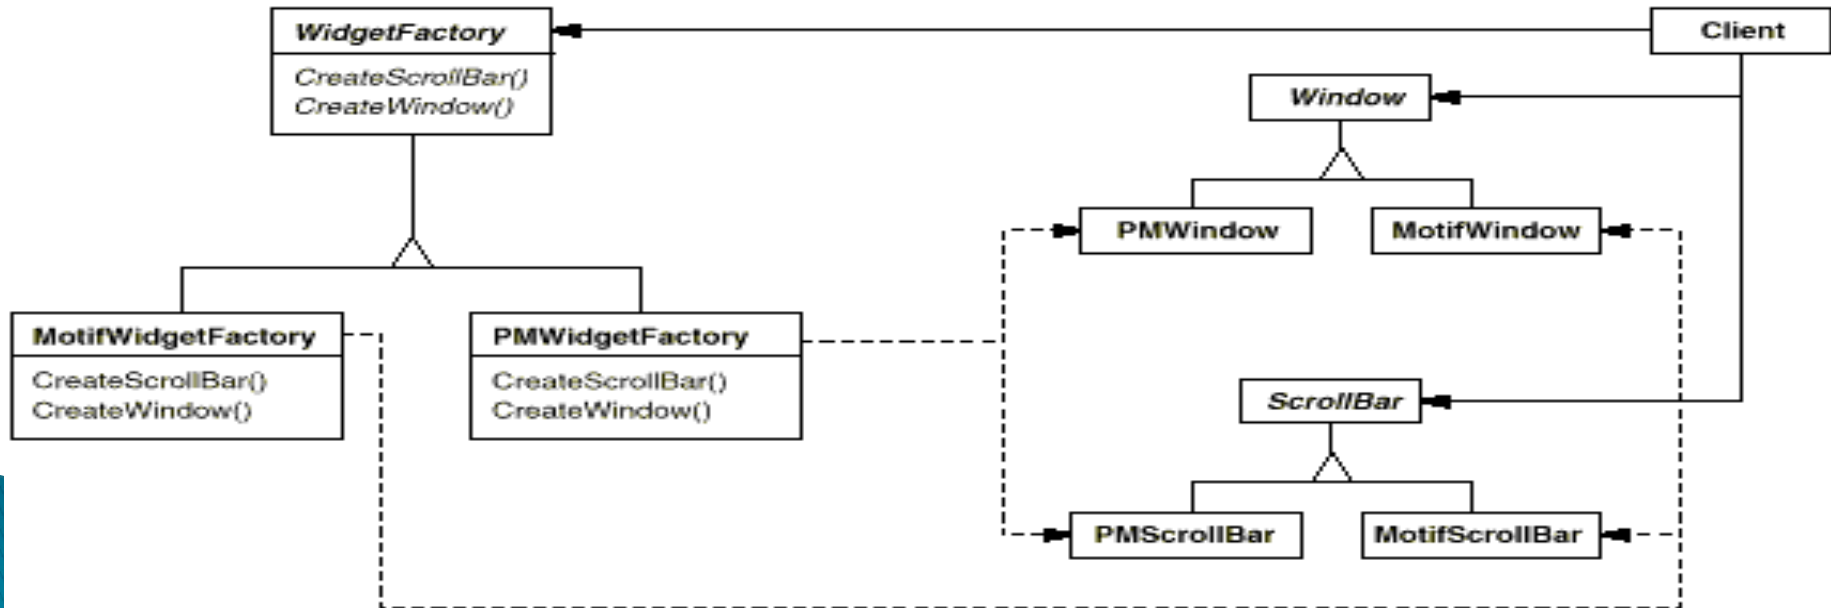 WidgetFactory
CreateScrollBar()
CreateWindow()
Client
Window
PMWindow
MotifWindow
MotifWidgetFactory
CreateScrollBar()
CreateWindow()
PMWidgetFactory
CreateScrollBar()
CreateWindow()
ScrollBar
PMScrollBar
MotifScrollBar